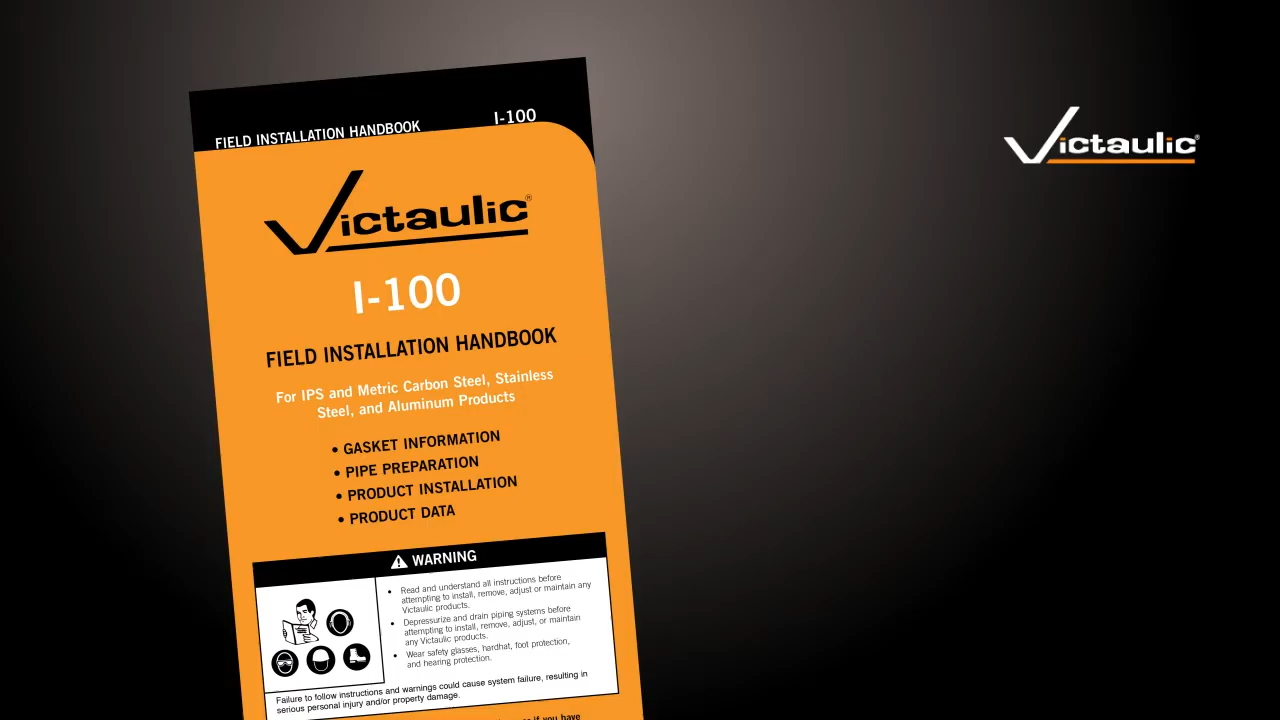 FIELD INSTALLATION HANDBOOK I-100
Victaulic®
I-100
FIELD INSTALLATION HANDBOOK
For IPS and Metric Carbon Steel, Stainless
Steel, and Aluminum Products
• GASKET INFORMATION
• PIPE PREPARATION
• PRODUCT INSTALLATION
• PRODUCT DATA
WARNING
• Read and understand all instructions before
attempting to install, remove, adjust or maintain any
Victaulic products.
• Depressurize and drain piping systems before
attempting to install, remove, adjust, or maintain
any Victaulic products.
• Wear safety glasses, hardhat, foot protection,
and hearing protection.
Failure to follow instructions and warnings could cause system failure, resulting in
serious personal injury and/or property damage.
if you have
Victaulic®